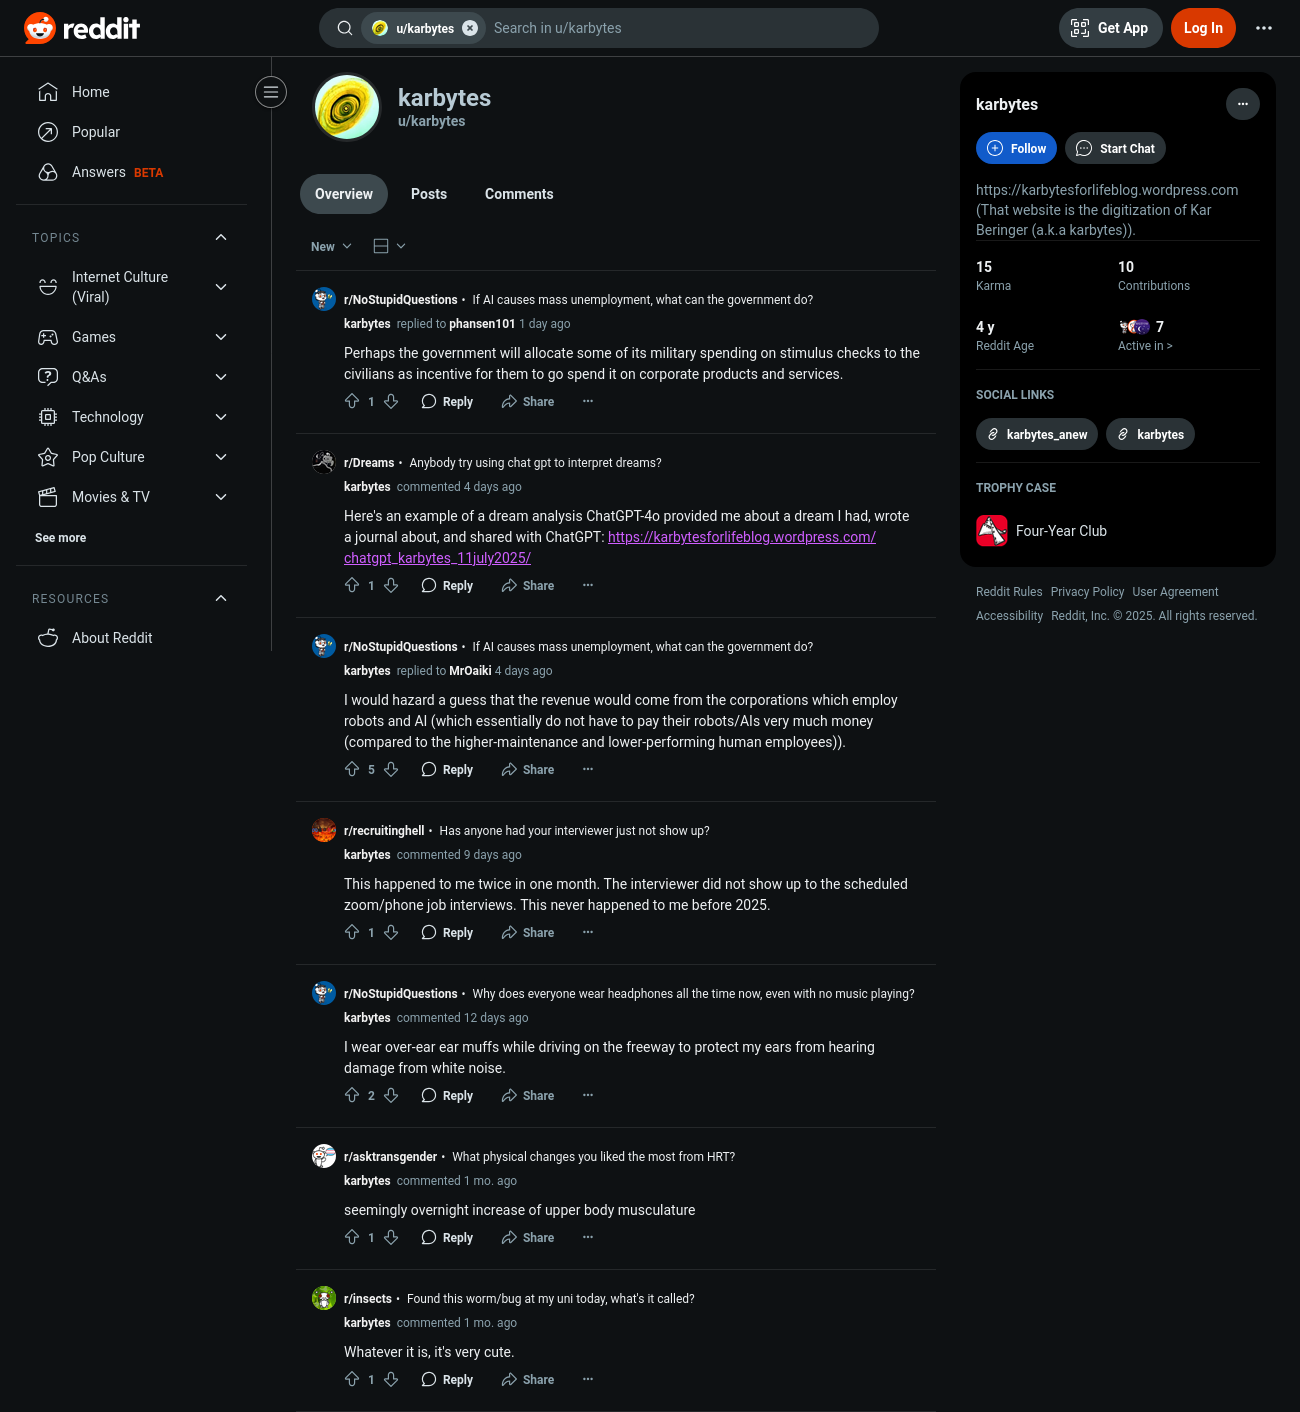 reddit
u/karbytes
Search in u/karbytes
Get App
Log In
Home
Popular
Answers BETA
TOPICS
Internet Culture
(Viral)
Games
Q&As
Technology
Pop Culture
Movies & TV
See more
RESOURCES
About Reddit
karbytes
u/karbytes
Overview
Posts
Comments
New
r/NoStupidQuestions • If AI causes mass unemployment, what can the government do?
karbytes replied to phansen101 1 day ago
Perhaps the government will allocate some of its military spending on stimulus checks to the
civilians as incentive for them to go spend it on corporate products and services.
1 Reply Share
r/Dreams • Anybody try using chat gpt to interpret dreams?
karbytes commented 4 days ago
Here's an example of a dream analysis ChatGPT-4o provided me about a dream I had, wrote
a journal about, and shared with ChatGPT: https://karbytesforlifeblog.wordpress.com/
chatgpt_karbytes_11july2025/
1 Reply Share
r/NoStupidQuestions • If AI causes mass unemployment, what can the government do?
karbytes replied to MrOaiki 4 days ago
I would hazard a guess that the revenue would come from the corporations which employ
robots and AI (which essentially do not have to pay their robots/AIs very much money
(compared to the higher-maintenance and lower-performing human employees)).
5 Reply Share
r/recruitinghell • Has anyone had your interviewer just not show up?
karbytes commented 9 days ago
This happened to me twice in one month. The interviewer did not show up to the scheduled
zoom/phone job interviews. This never happened to me before 2025.
1 Reply Share
r/NoStupidQuestions • Why does everyone wear headphones all the time now, even with no music playing?
karbytes commented 12 days ago
I wear over-ear ear muffs while driving on the freeway to protect my ears from hearing
damage from white noise.
2 Reply Share
r/asktransgender • What physical changes you liked the most from HRT?
karbytes commented 1 mo. ago
seemingly overnight increase of upper body musculature
1 Reply Share
r/insects • Found this worm/bug at my uni today, what's it called?
karbytes commented 1 mo. ago
Whatever it is, it's very cute.
1 Reply Share
karbytes
Follow
Start Chat
https://karbytesforlifeblog.wordpress.com
(That website is the digitization of Kar
Beringer (a.k.a karbytes)).
15 10
Karma Contributions
4 y 7
Reddit Age Active in >
SOCIAL LINKS
karbytes_anew karbytes
TROPHY CASE
Four-Year Club
Reddit Rules Privacy Policy User Agreement
Accessibility Reddit, Inc. © 2025. All rights reserved.